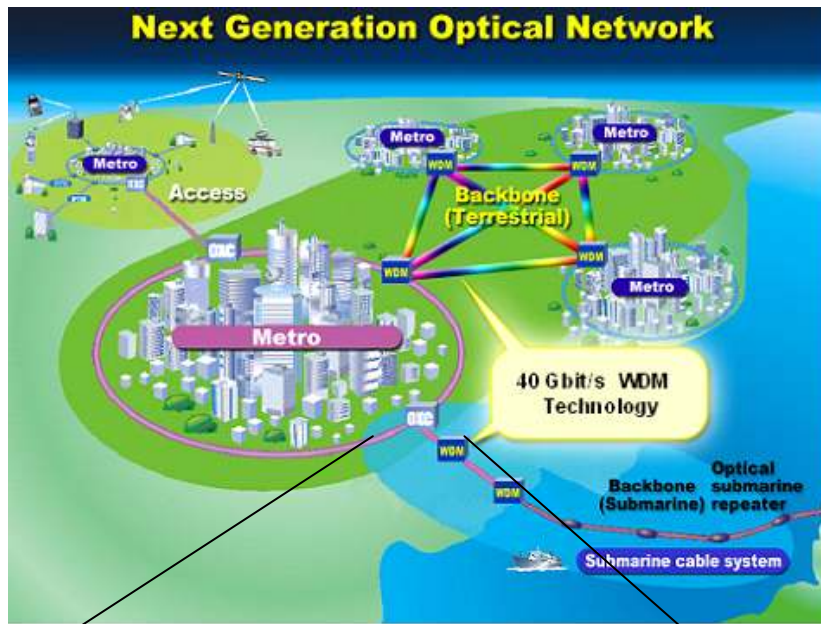 Next Generation Optical Network
Metro
Metro
Metro
WDM
WDM
OXC
Access
Backbone
(Terrestrial)
OXC
WDM
WDM
Metro
Metro
40 Gbit/s WDM
Technology
OXC
WDM
WDM
Backbone
(Submarine)
Optical
submarine
repeater
Submarine cable system